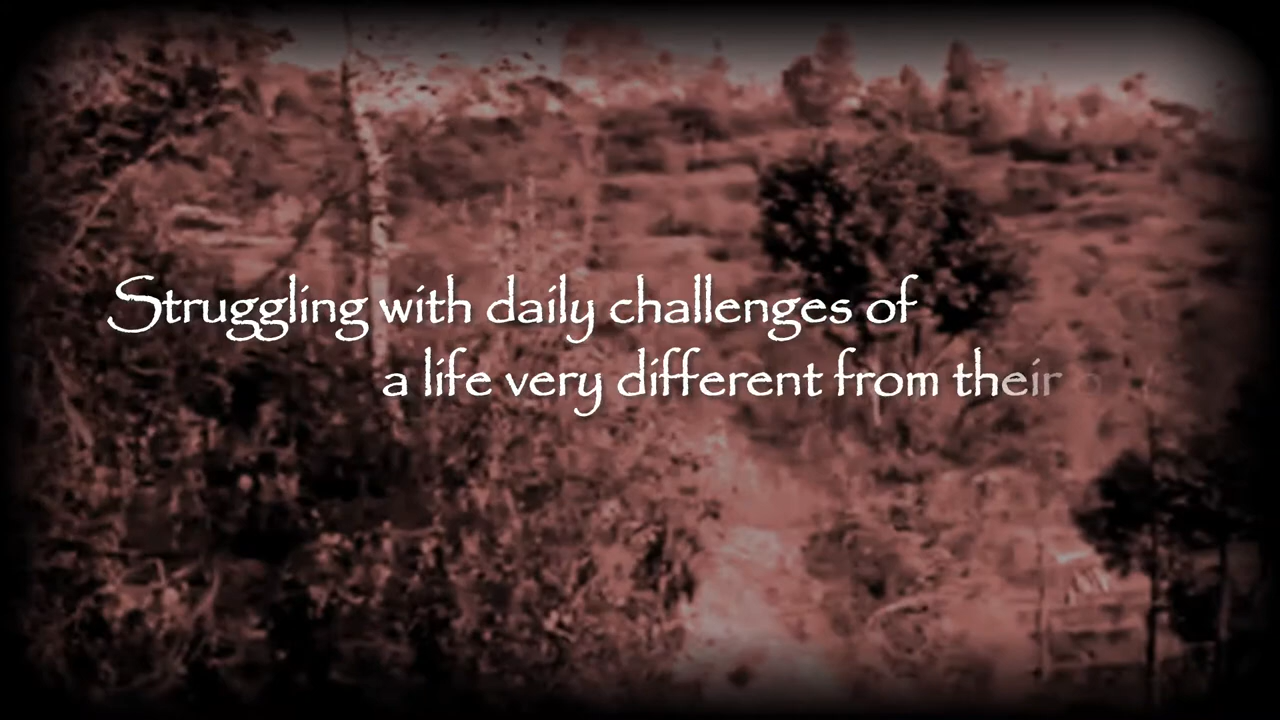 Struggling with daily challenges of
a life very different from their